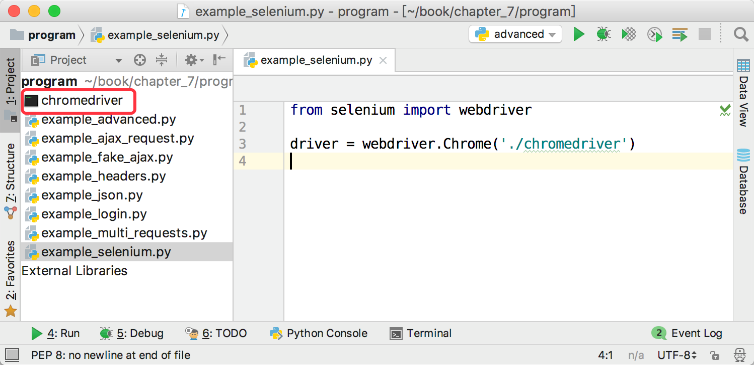 example_selenium.py - program - [~/book/chapter_7/program]
program example_selenium.py advanced
1: Project
Project
program ~/book/chapter_7/progr
chromedriver
example_advanced.py
example_ajax_request.py
example_fake_ajax.py
example_headers.py
example_json.py
example_login.py
example_multi_requests.py
example_selenium.py
External Libraries
7: Structure
2: Favorites
example_selenium.py
1 from selenium import webdriver
2
3 driver = webdriver.Chrome('./chromedriver')
4
Data View
Database
4: Run 5: Debug 6: TODO Python Console Terminal 2 Event Log
PEP 8: no newline at end of file 4:1 n/a UTF-8